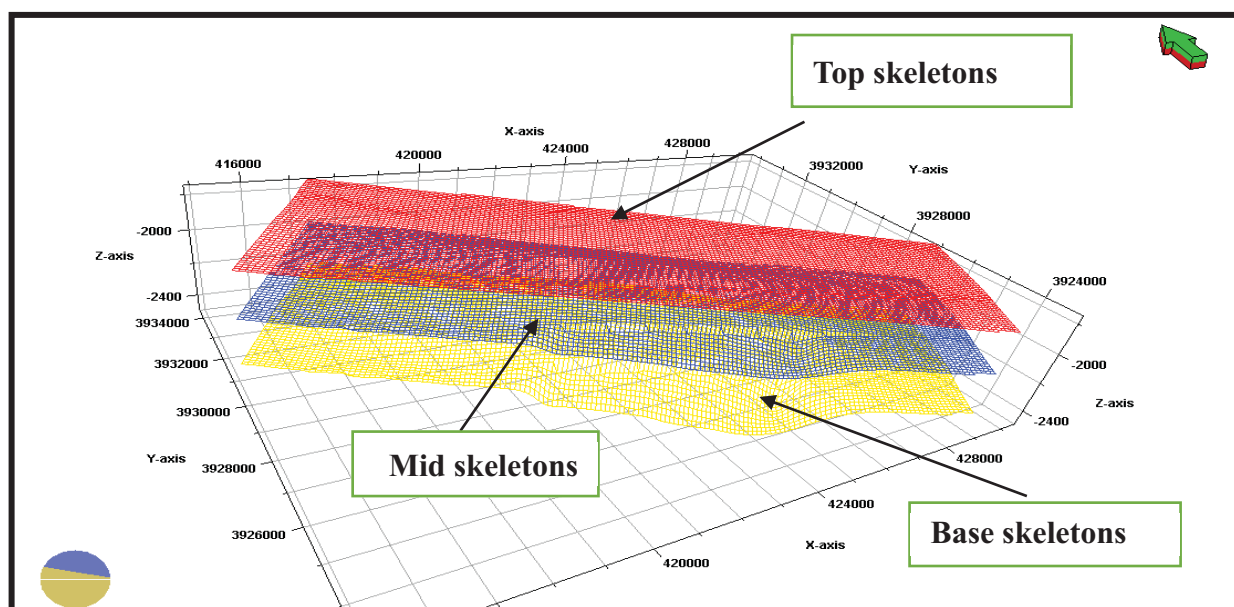 Top skeletons
X-axis
416000
420000
424000
428000
3932000
Y-axis
3928000
3924000
-2000
Z-axis
-2400
3934000
3932000
3930000
Y-axis
3928000
3926000
-2000
Z-axis
-2400
428000
424000
X-axis
420000
Mid skeletons
Base skeletons